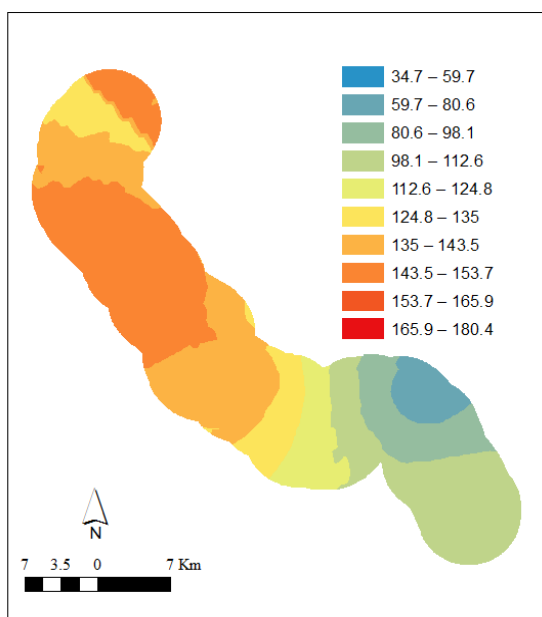 34.7 – 59.7
59.7 – 80.6
80.6 – 98.1
98.1 – 112.6
112.6 – 124.8
124.8 – 135
135 – 143.5
143.5 – 153.7
153.7 – 165.9
165.9 – 180.4
N
7 3.5 0 7 Km